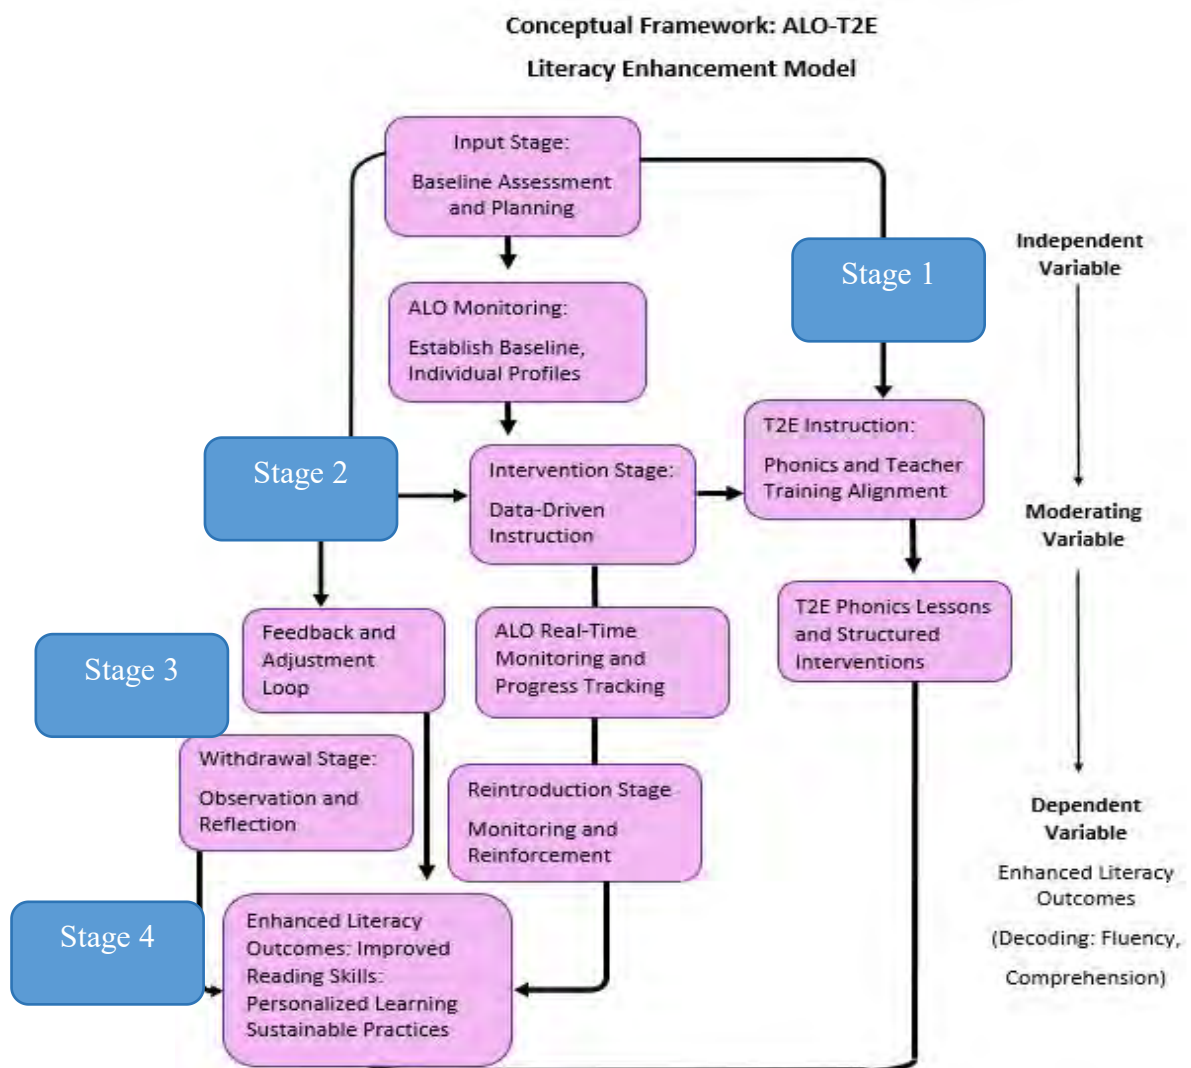 Conceptual Framework: ALO-T2E
Literacy Enhancement Model
Input Stage:
Baseline Assessment
and Planning
Stage 1
Independent
Variable
ALO Monitoring:
Establish Baseline,
Individual Profiles
T2E Instruction:
Phonics and Teacher
Training Alignment
Stage 2
Intervention Stage:
Data-Driven
Instruction
Moderating
Variable
T2E Phonics Lessons
and Structured
Interventions
Feedback and
Adjustment
Loop
ALO Real-Time
Monitoring and
Progress Tracking
Stage 3
Withdrawal Stage:
Observation and
Reflection
Reintroduction Stage
Monitoring and
Reinforcement
Dependent
Variable
Enhanced Literacy
Outcomes
(Decoding: Fluency,
Comprehension)
Stage 4
Enhanced Literacy
Outcomes: Improved
Reading Skills:
Personalized Learning
Sustainable Practices